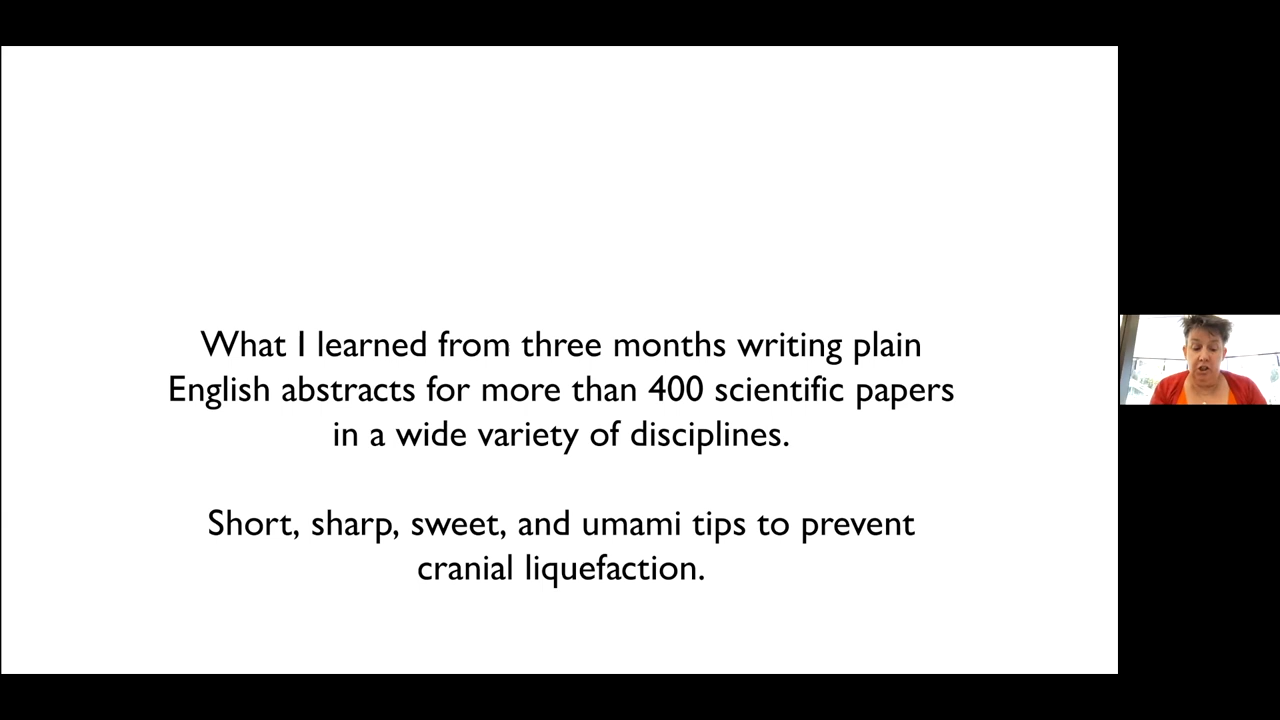 What I learned from three months writing plain
English abstracts for more than 400 scientific papers
in a wide variety of disciplines.
Short, sharp, sweet, and umami tips to prevent
cranial liquefaction.